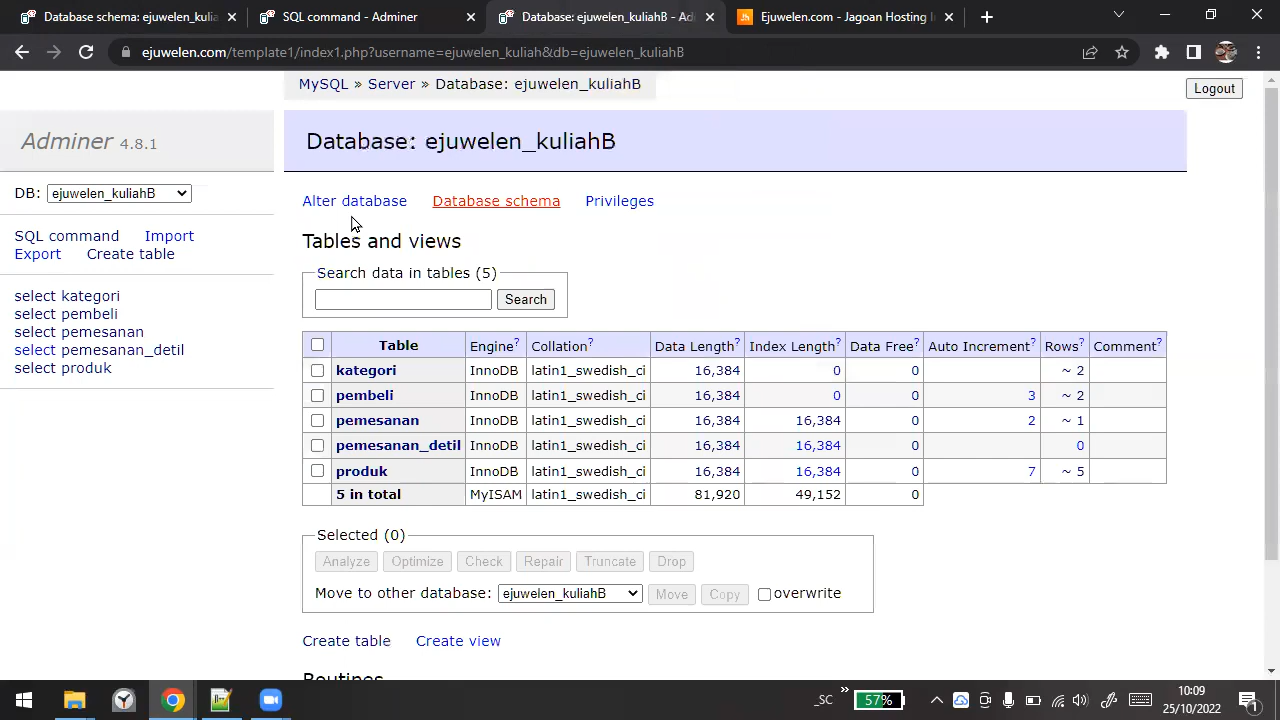 Database schema: ejuwelen_kulia
SQL command - Adminer
Database: ejuwelen_kuliahB - Ad
Ejuwelen.com - Jagoan Hosting I
ejuwelen.com/template1/index1.php?username=ejuwelen_kuliah&db=ejuwelen_kuliahB
MySQL » Server » Database: ejuwelen_kuliahB
Logout
Adminer 4.8.1
Database: ejuwelen_kuliahB
DB: ejuwelen_kuliahB
Alter database Database schema Privileges
SQL command Import
Export Create table
Tables and views
Search data in tables (5)
Search
select kategori
select pembeli
select pemesanan
select pemesanan_detil
select produk
Table Engine? Collation? Data Length? Index Length? Data Free? Auto Increment? Rows? Comment?
kategori InnoDB latin1_swedish_ci 16,384 0 0 ~ 2
pembeli InnoDB latin1_swedish_ci 16,384 0 0 3 ~ 2
pemesanan InnoDB latin1_swedish_ci 16,384 16,384 0 2 ~ 1
pemesanan_detil InnoDB latin1_swedish_ci 16,384 16,384 0 0
produk InnoDB latin1_swedish_ci 16,384 16,384 0 7 ~ 5
5 in total MyISAM latin1_swedish_ci 81,920 49,152 0
Selected (0)
Analyze Optimize Check Repair Truncate Drop
Move to other database: ejuwelen_kuliahB Move Copy overwrite
Create table Create view
Routines
_SC
57%
10:09
25/10/2022
1